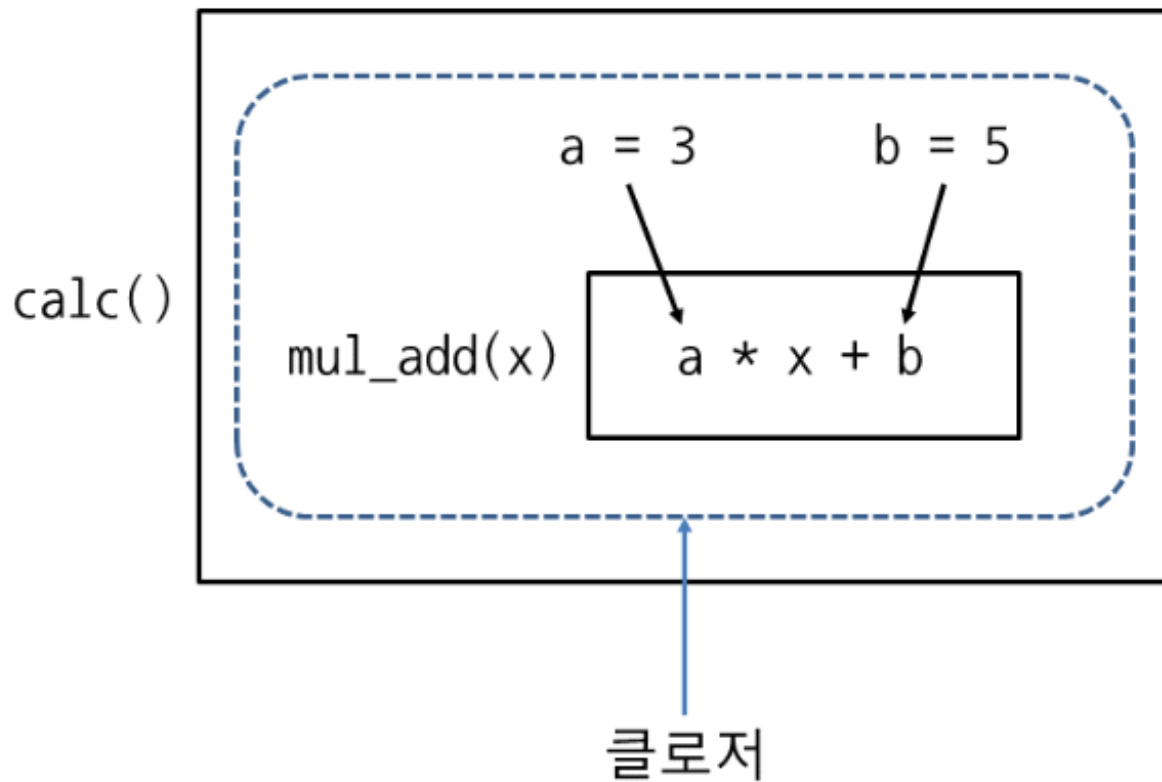 a = 3
b = 5
calc()
mul_add(x)
a * x + b
클로저